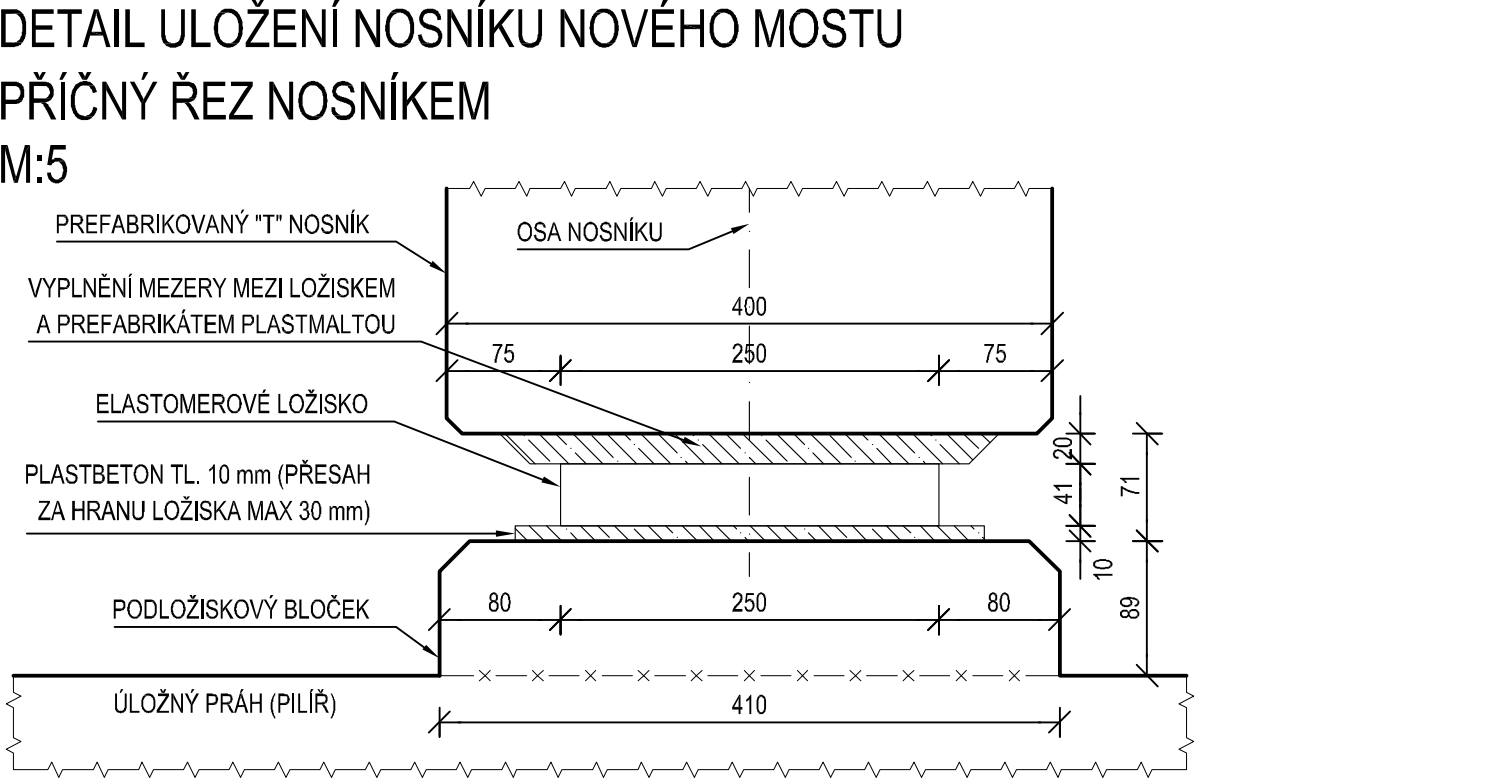 DETAIL ULOŽENÍ NOSNÍKU NOVÉHO MOSTU
PŘÍČNÝ ŘEZ NOSNÍKEM
M:5
PREFABRIKOVANÝ "T" NOSNÍK
OSA NOSNÍKU
VYPLNĚNÍ MEZERY MEZI LOŽISKEM
A PREFABRIKÁTEM PLASTMALTOU
400
75
250
75
ELASTOMEROVÉ LOŽISKO
PLASTBETON TL. 10 mm (PŘESAH
ZA HRANU LOŽISKA MAX 30 mm)
20
41
71
10
89
PODLOŽISKOVÝ BLOČEK
80
250
80
ÚLOŽNÝ PRÁH (PILÍŘ)
410